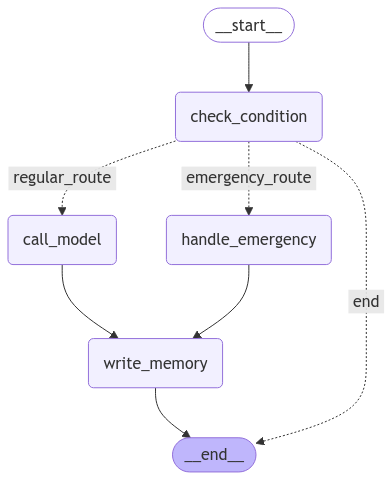 __start__
check_condition
regular_route
emergency_route
call_model
handle_emergency
end
write_memory
__end__